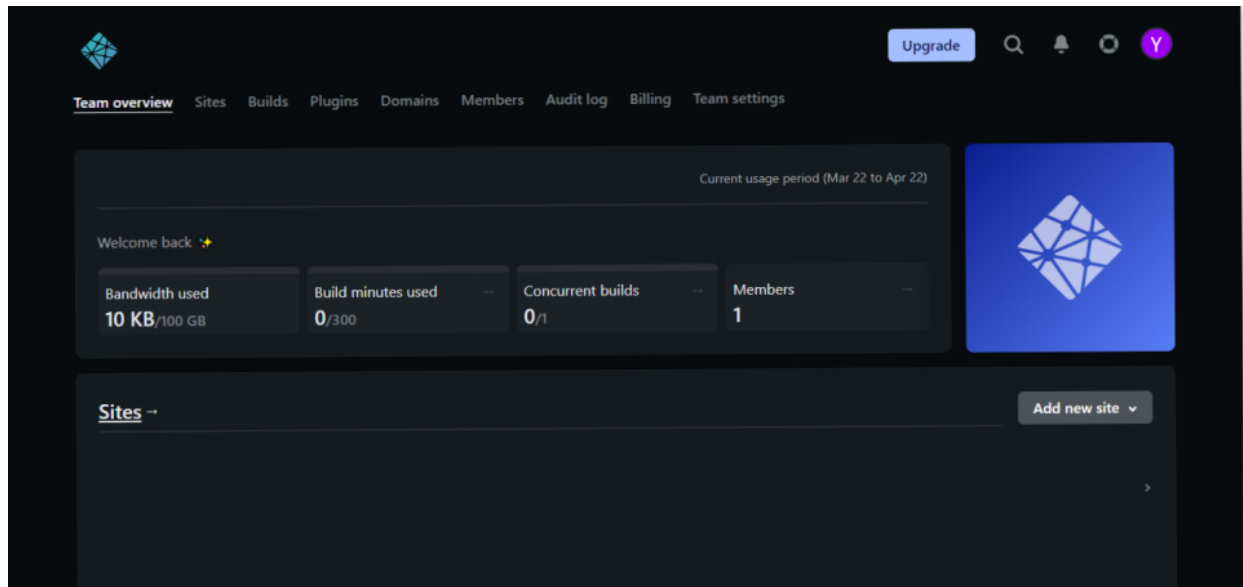 Upgrade
Y
Team overview Sites Builds Plugins Domains Members Audit log Billing Team settings
Current usage period (Mar 22 to Apr 22)
Welcome back ✨
Bandwidth used
10 KB/100 GB
Build minutes used →
0/300
Concurrent builds →
0/1
Members →
1
Sites →
Add new site